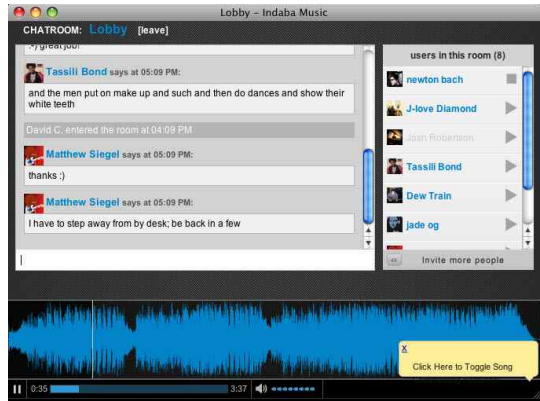 Lobby – Indaba Music
CHATROOM: Lobby [leave]
:-) great job!
Tassili Bond says at 05:09 PM:
and the men put on make up and such and then do dances and show their
white teeth
David C. entered the room at 04:09 PM
Matthew Siegel says at 05:09 PM:
thanks :)
Matthew Siegel says at 05:09 PM:
I have to step away from by desk; be back in a few
users in this room (8)
newton bach
J-love Diamond
Josh Robertson
Tassili Bond
Dew Train
jade og
Invite more people
X
Click Here to Toggle Song
0:35
3:37